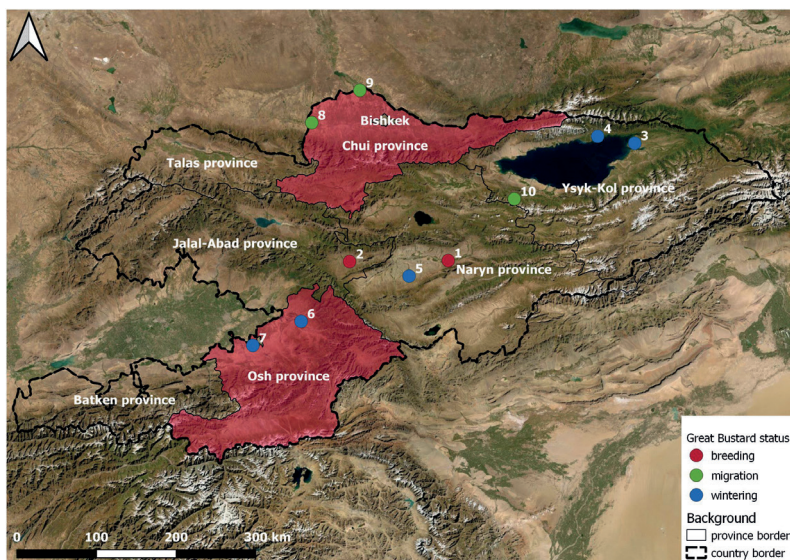 9
8
Bishkek
Chui province
4
3
Talas province
Ysyk-Kol province
10
Jalal-Abad province
2
1
5
Naryn province
6
7
Osh province
Batken province
Great Bustard status
breeding
migration
wintering
Background
province border
country border
0 100 200 300 km